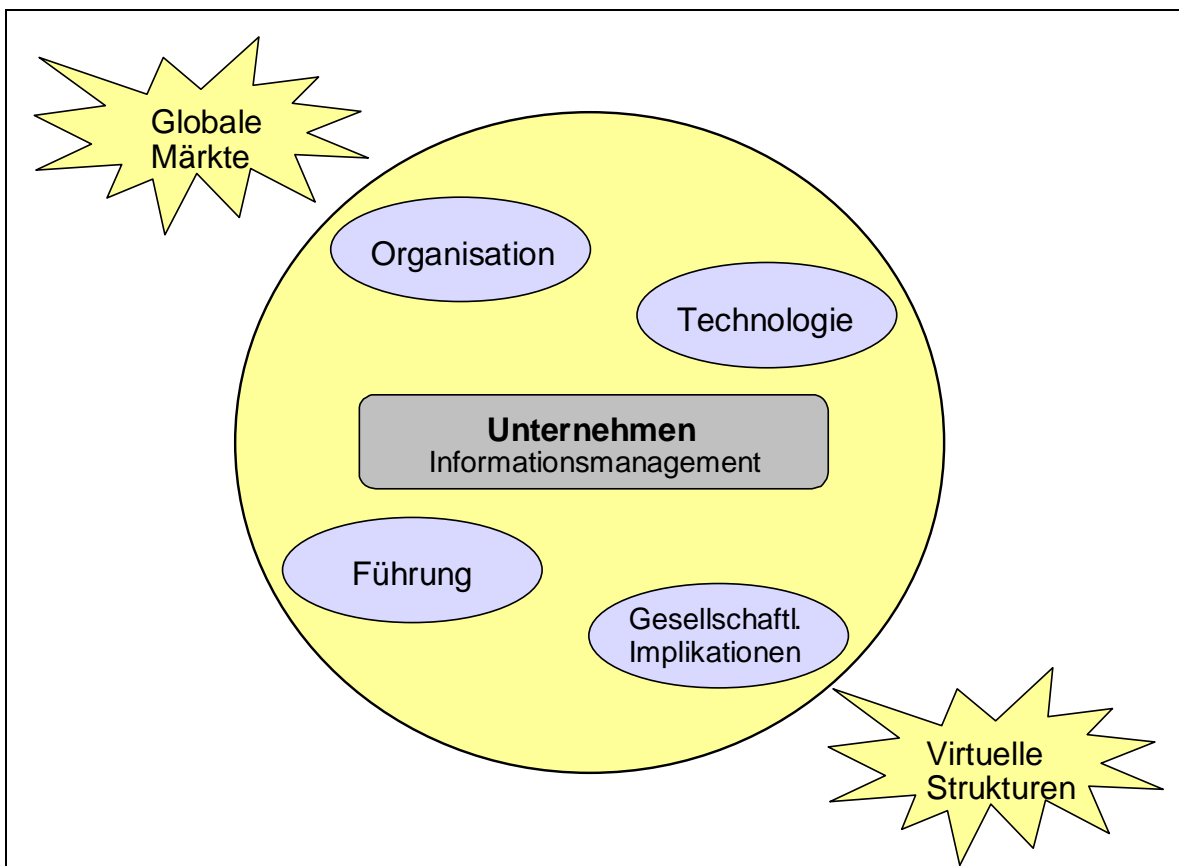 Globale
Märkte
Organisation
Technologie
Unternehmen
Informationsmanagement
Führung
Gesellschaftl.
Implikationen
Virtuelle
Strukturen